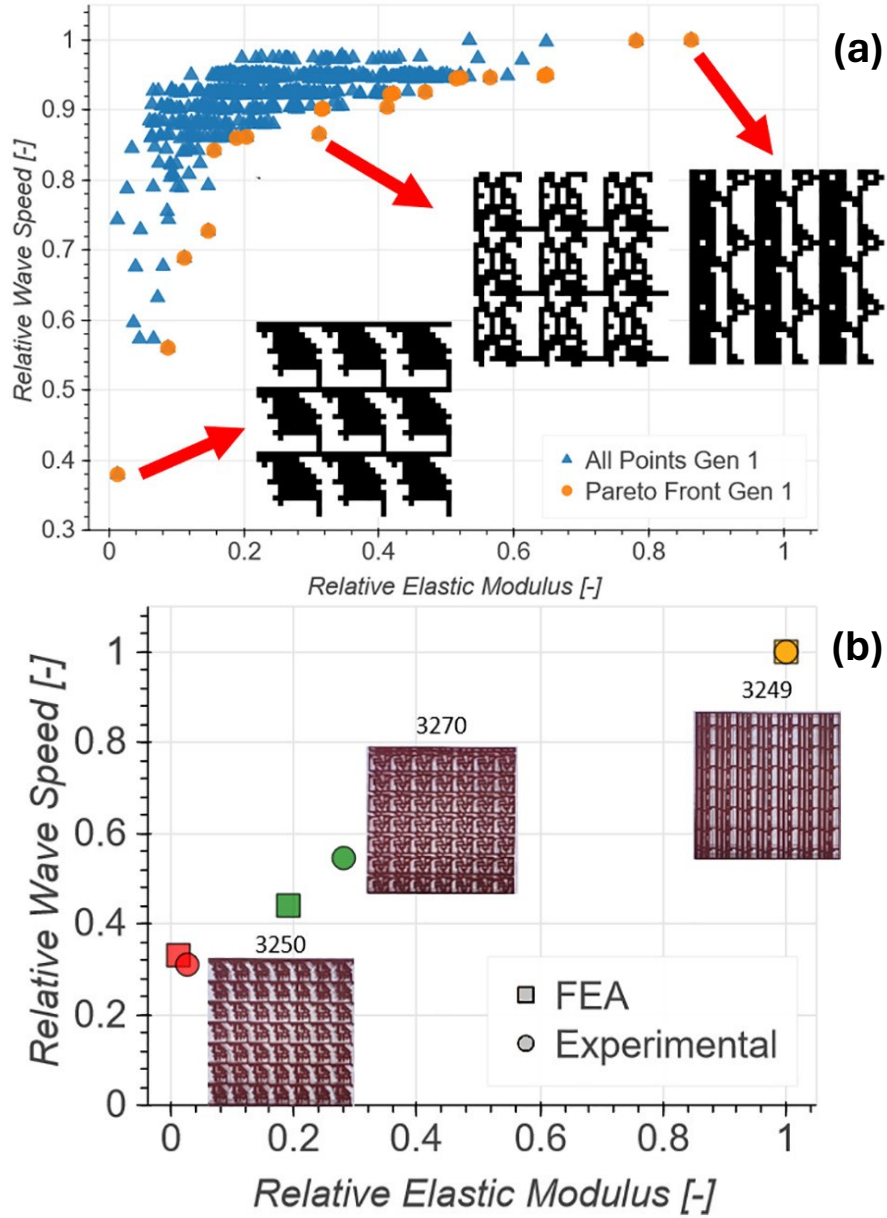 (a)
1
0.9
0.8
0.7
0.6
0.5
0.4
0.3
Relative Wave Speed [-]
All Points Gen 1
Pareto Front Gen 1
0
0.2
0.4
0.6
0.8
1
Relative Elastic Modulus [-]
(b)
1
0.8
0.6
0.4
0.2
0
Relative Wave Speed [-]
3249
3270
3250
FEA
Experimental
0
0.2
0.4
0.6
0.8
1
Relative Elastic Modulus [-]